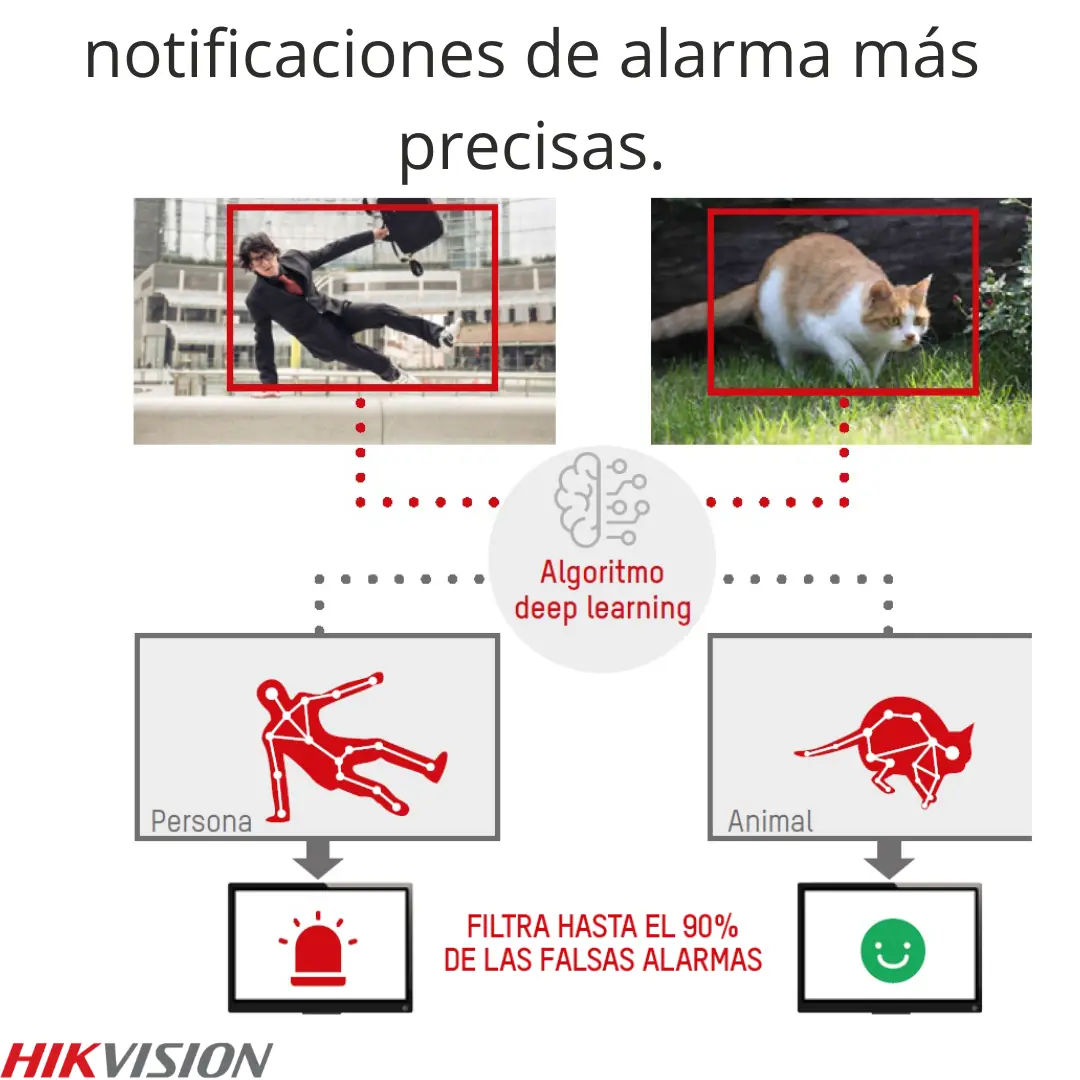 notificaciones de alarma más
precisas.
Algoritmo
deep learning
Persona
Animal
FILTRA HASTA EL 90%
DE LAS FALSAS ALARMAS
HIKVISION